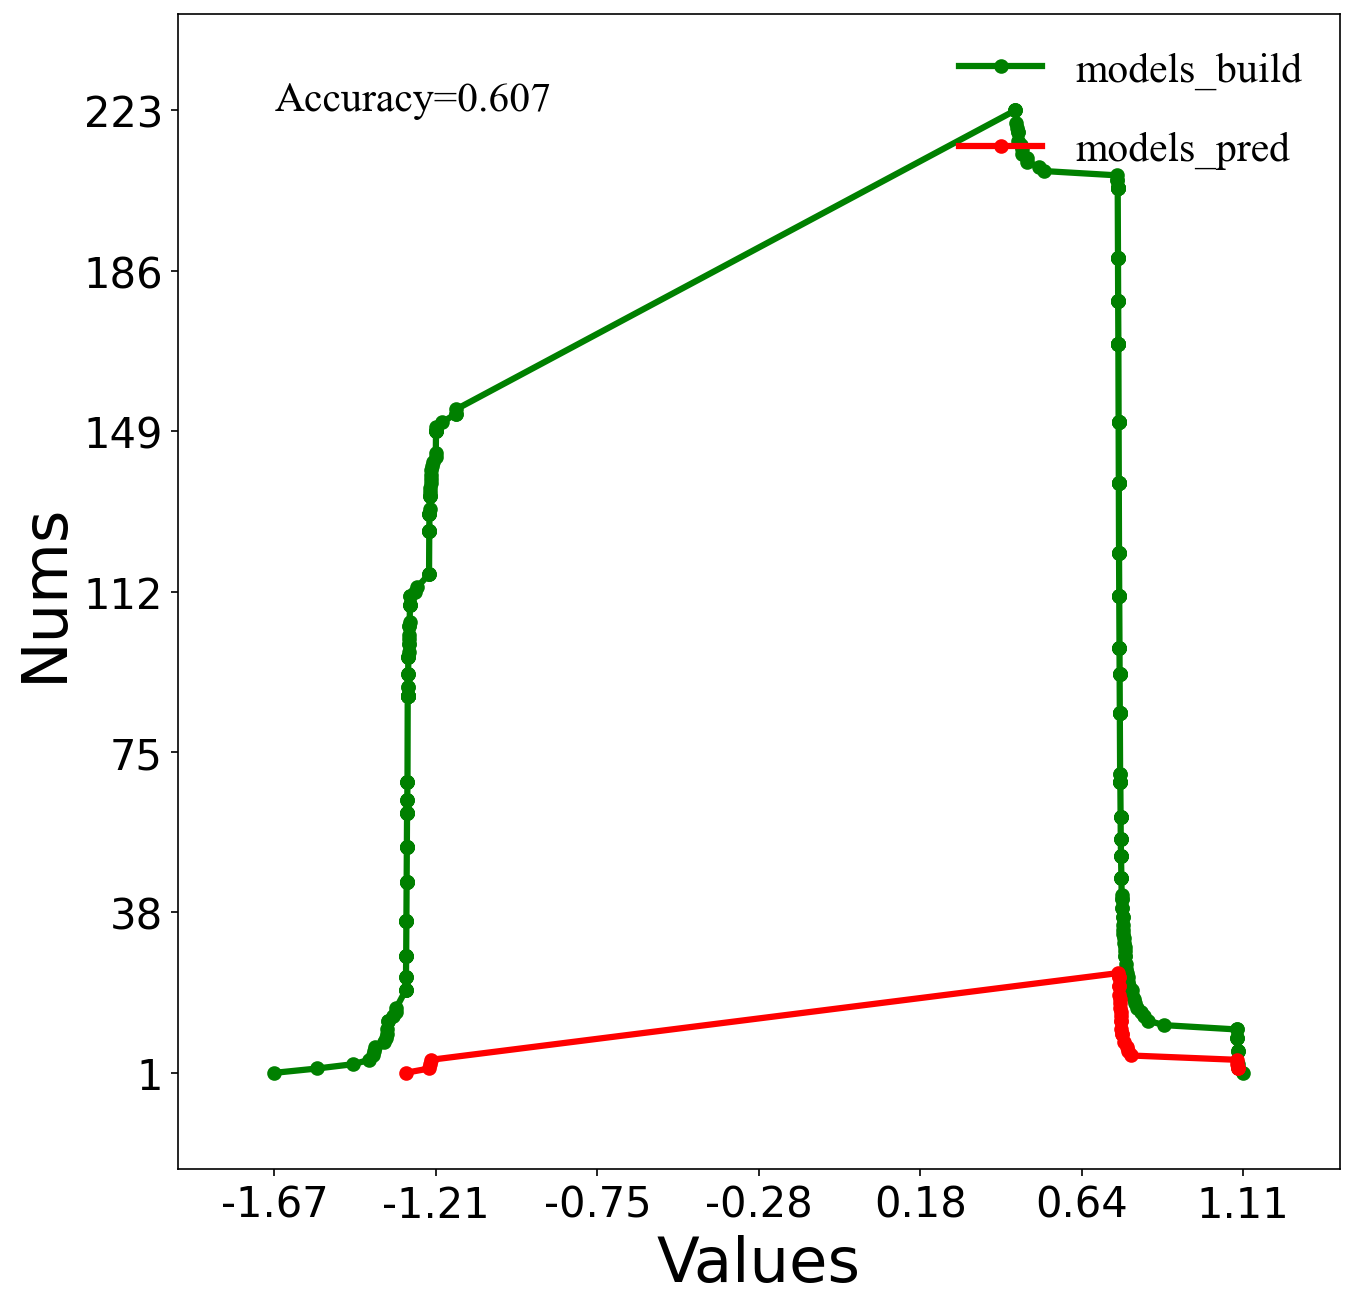 Accuracy=0.607
models_build
models_pred
Nums
223
186
149
112
75
38
1
-1.67 -1.21 -0.75 -0.28 0.18 0.64 1.11
Values